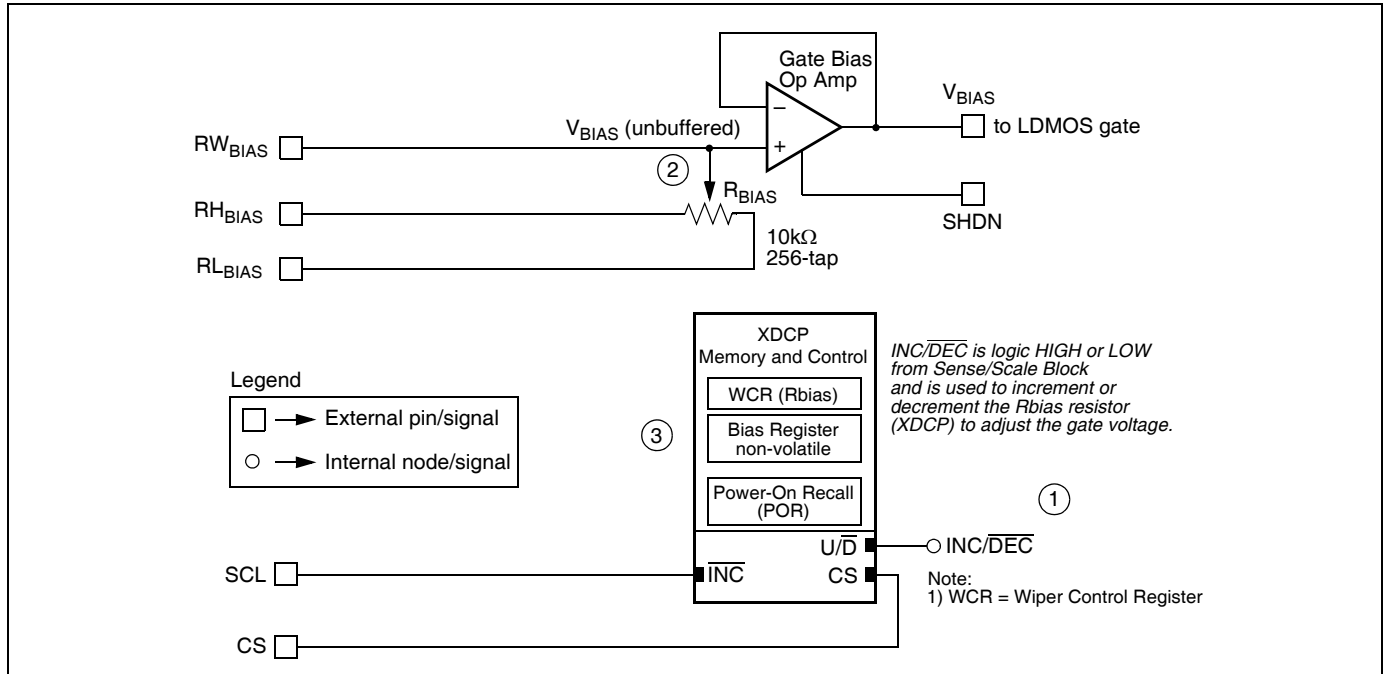 Gate Bias
Op Amp
−
+
V_BIAS
to LDMOS gate
V_BIAS (unbuffered)
RW_BIAS
2
R_BIAS
RH_BIAS
SHDN
10kΩ
256-tap
RL_BIAS
XDCP
Memory and Control
WCR (Rbias)
Bias Register
non-volatile
Power-On Recall
(POR)
U/D̅
I̅N̅C̅
CS
3
INC/D̅E̅C̅ is logic HIGH or LOW
from Sense/Scale Block
and is used to increment or
decrement the Rbias resistor
(XDCP) to adjust the gate voltage.
1
INC/D̅E̅C̅
Note:
1) WCR = Wiper Control Register
Legend
External pin/signal
Internal node/signal
SCL
CS